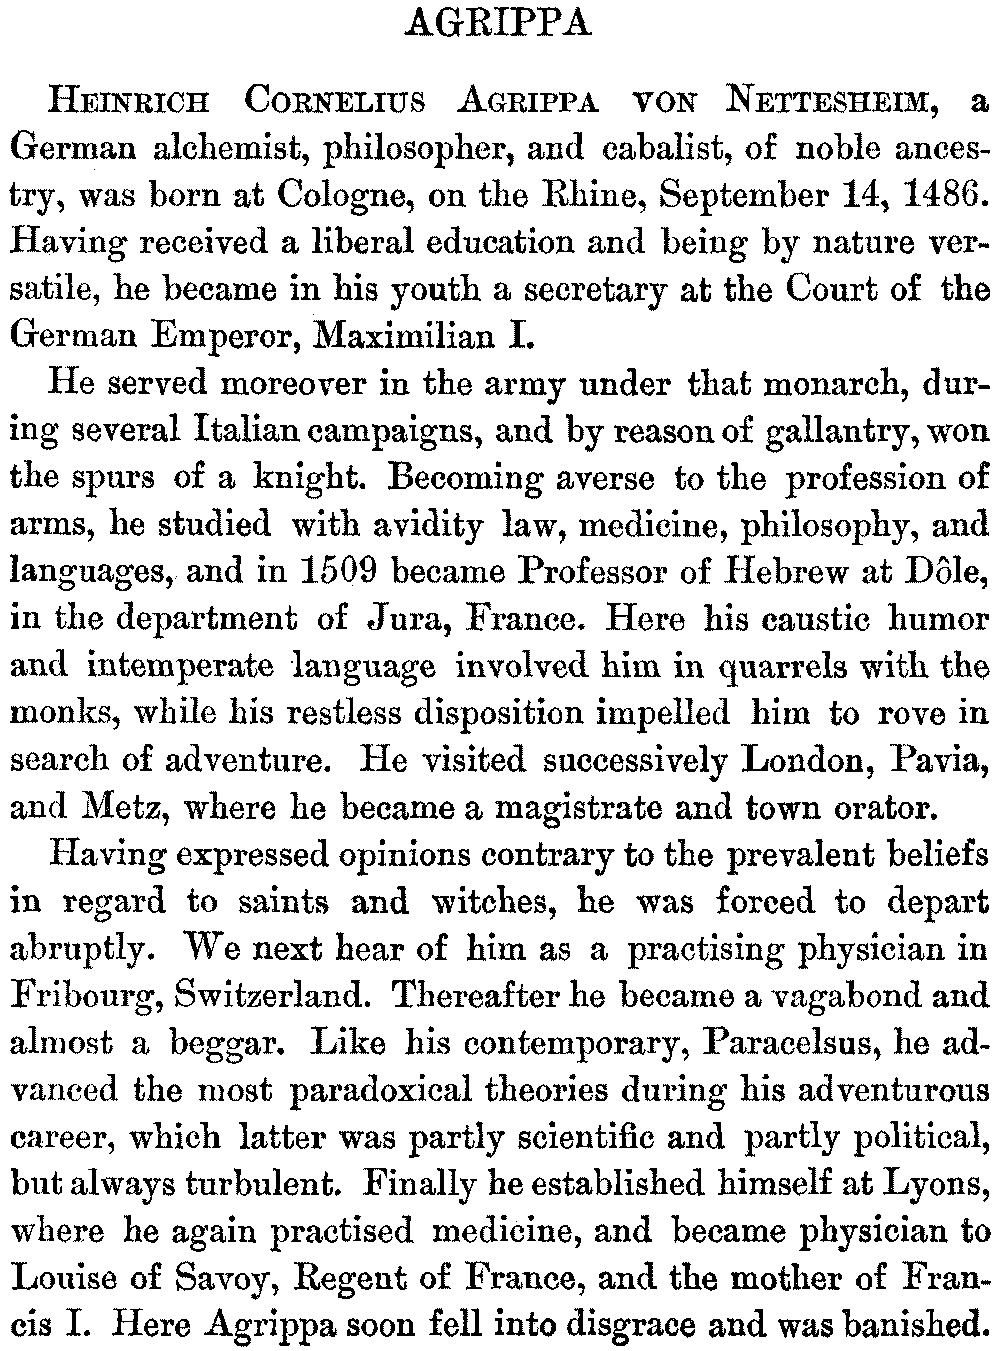 AGRIPPA
Heinrich Cornelius Agrippa von Nettesheim, a
German alchemist, philosopher, and cabalist, of noble ances-
try, was born at Cologne, on the Rhine, September 14, 1486.
Having received a liberal education and being by nature ver-
satile, he became in his youth a secretary at the Court of the
German Emperor, Maximilian I.
He served moreover in the army under that monarch, dur-
ing several Italian campaigns, and by reason of gallantry, won
the spurs of a knight. Becoming averse to the profession of
arms, he studied with avidity law, medicine, philosophy, and
languages, and in 1509 became Professor of Hebrew at Dôle,
in the department of Jura, France. Here his caustic humor
and intemperate language involved him in quarrels with the
monks, while his restless disposition impelled him to rove in
search of adventure. He visited successively London, Pavia,
and Metz, where he became a magistrate and town orator.
Having expressed opinions contrary to the prevalent beliefs
in regard to saints and witches, he was forced to depart
abruptly. We next hear of him as a practising physician in
Fribourg, Switzerland. Thereafter he became a vagabond and
almost a beggar. Like his contemporary, Paracelsus, he ad-
vanced the most paradoxical theories during his adventurous
career, which latter was partly scientific and partly political,
but always turbulent. Finally he established himself at Lyons,
where he again practised medicine, and became physician to
Louise of Savoy, Regent of France, and the mother of Fran-
cis I. Here Agrippa soon fell into disgrace and was banished.